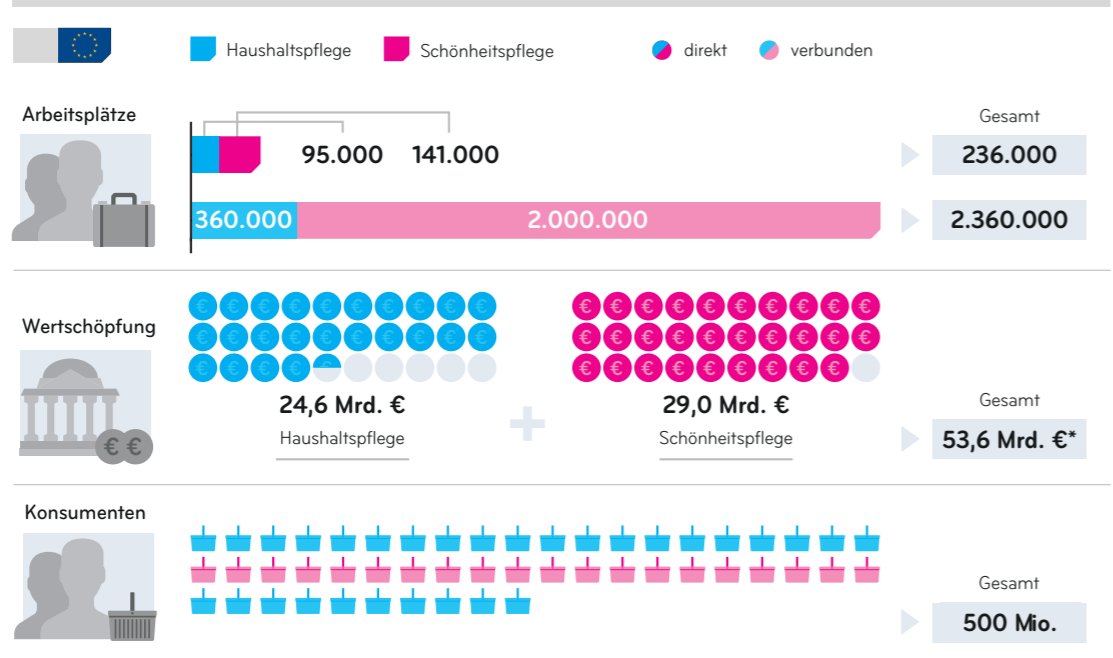 Haushaltspflege
Schönheitspflege
direkt
verbunden
Arbeitsplätze
95.000
141.000
Gesamt
236.000
360.000
2.000.000
2.360.000
Wertschöpfung
24,6 Mrd. €
Haushaltspflege
+
29,0 Mrd. €
Schönheitspflege
Gesamt
53,6 Mrd. €*
Konsumenten
Gesamt
500 Mio.